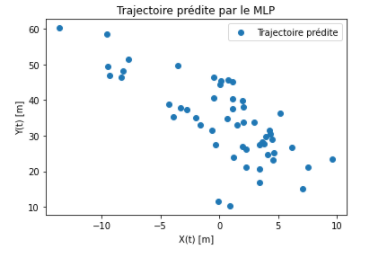 Trajectoire prédite par le MLP
Trajectoire prédite
Y(t) [m]
60
50
40
30
20
10
−10
−5
0
5
10
X(t) [m]